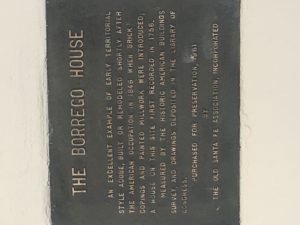 THE BORREGO HOUSE
AN EXCELLENT EXAMPLE OF EARLY TERRITORIAL
STYLE ADOBE, BUILT OR REMODELED SHORTLY AFTER
THE AMERICAN OCCUPATION IN 1846 WHEN BRICK
COPINGS AND PAINTED MILLWORK WERE INTRODUCED.
A HOUSE ON THIS SITE FIRST RECORDED IN 1756.
MEASURED BY THE HISTORIC AMERICAN BUILDINGS
SURVEY, AND DRAWINGS DEPOSITED IN THE LIBRARY OF
CONGRESS.
PURCHASED FOR PRESERVATION, 1961
BY
THE OLD SANTA FE ASSOCIATION, INCORPORATED